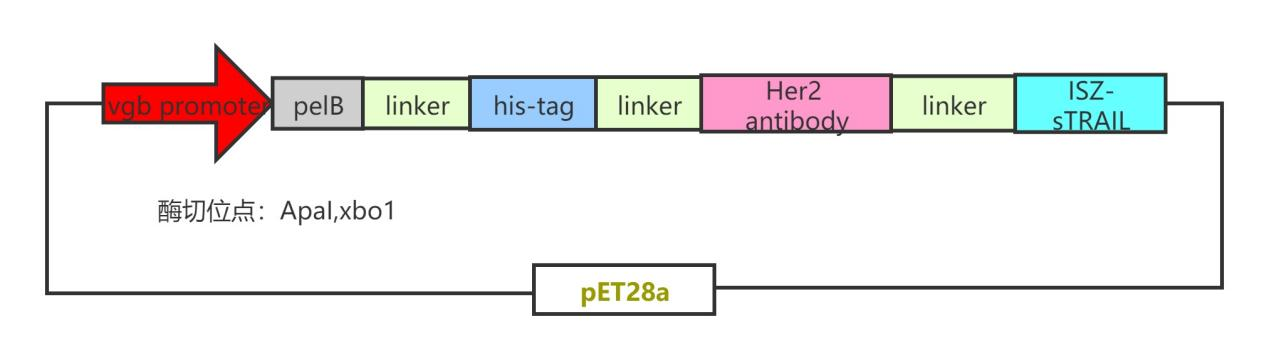 vgb promoter
pelB
linker
his-tag
linker
Her2
antibody
linker
ISZ-
sTRAIL
酶切位点：ApaI,xbo1
pET28a